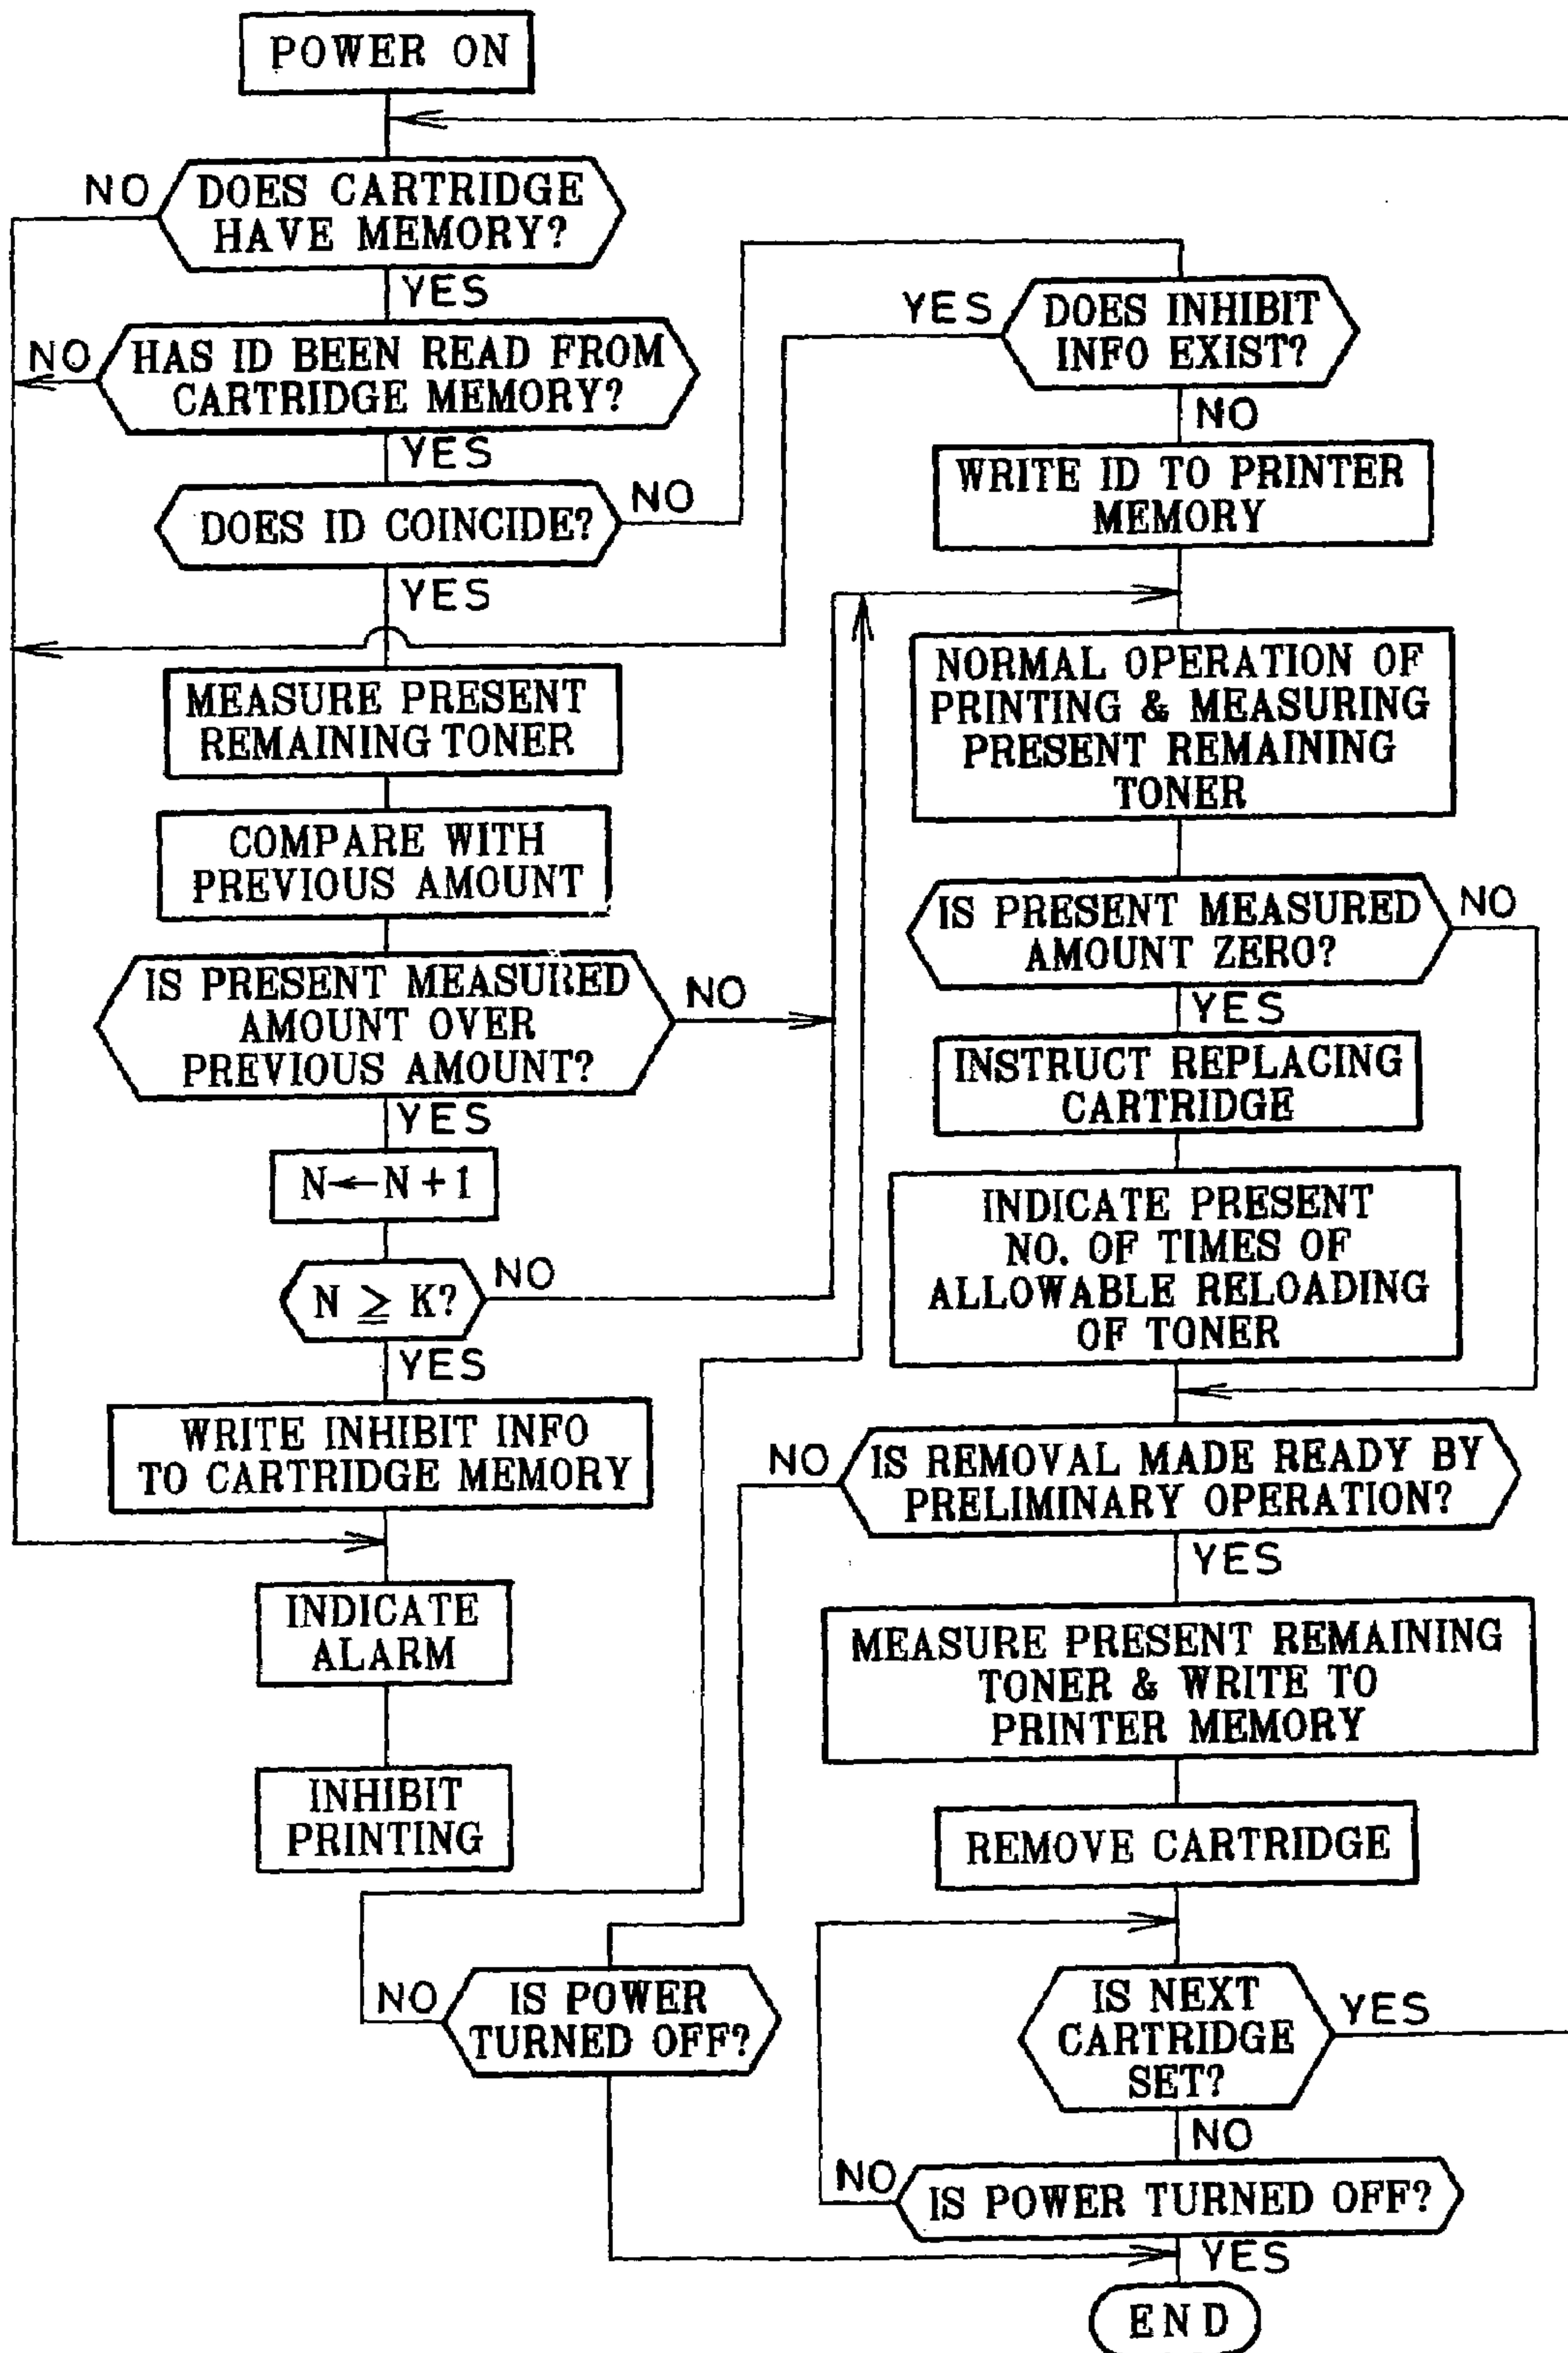 POWER ON
NO
DOES CARTRIDGE
HAVE MEMORY?
YES
NO
HAS ID BEEN READ FROM
CARTRIDGE MEMORY?
YES
DOES ID COINCIDE?
NO
YES
MEASURE PRESENT
REMAINING TONER
COMPARE WITH
PREVIOUS AMOUNT
IS PRESENT MEASURED
AMOUNT OVER
PREVIOUS AMOUNT?
NO
YES
N←N+1
N ≧ K?
NO
YES
WRITE INHIBIT INFO
TO CARTRIDGE MEMORY
INDICATE
ALARM
INHIBIT
PRINTING
YES
DOES INHIBIT
INFO EXIST?
NO
WRITE ID TO PRINTER
MEMORY
NORMAL OPERATION OF
PRINTING & MEASURING
PRESENT REMAINING
TONER
IS PRESENT MEASURED
AMOUNT ZERO?
NO
YES
INSTRUCT REPLACING
CARTRIDGE
INDICATE PRESENT
NO. OF TIMES OF
ALLOWABLE RELOADING
OF TONER
NO
IS REMOVAL MADE READY BY
PRELIMINARY OPERATION?
YES
MEASURE PRESENT REMAINING
TONER & WRITE TO
PRINTER MEMORY
REMOVE CARTRIDGE
NO
IS POWER
TURNED OFF?
IS NEXT
CARTRIDGE
SET?
YES
NO
NO
IS POWER TURNED OFF?
YES
END